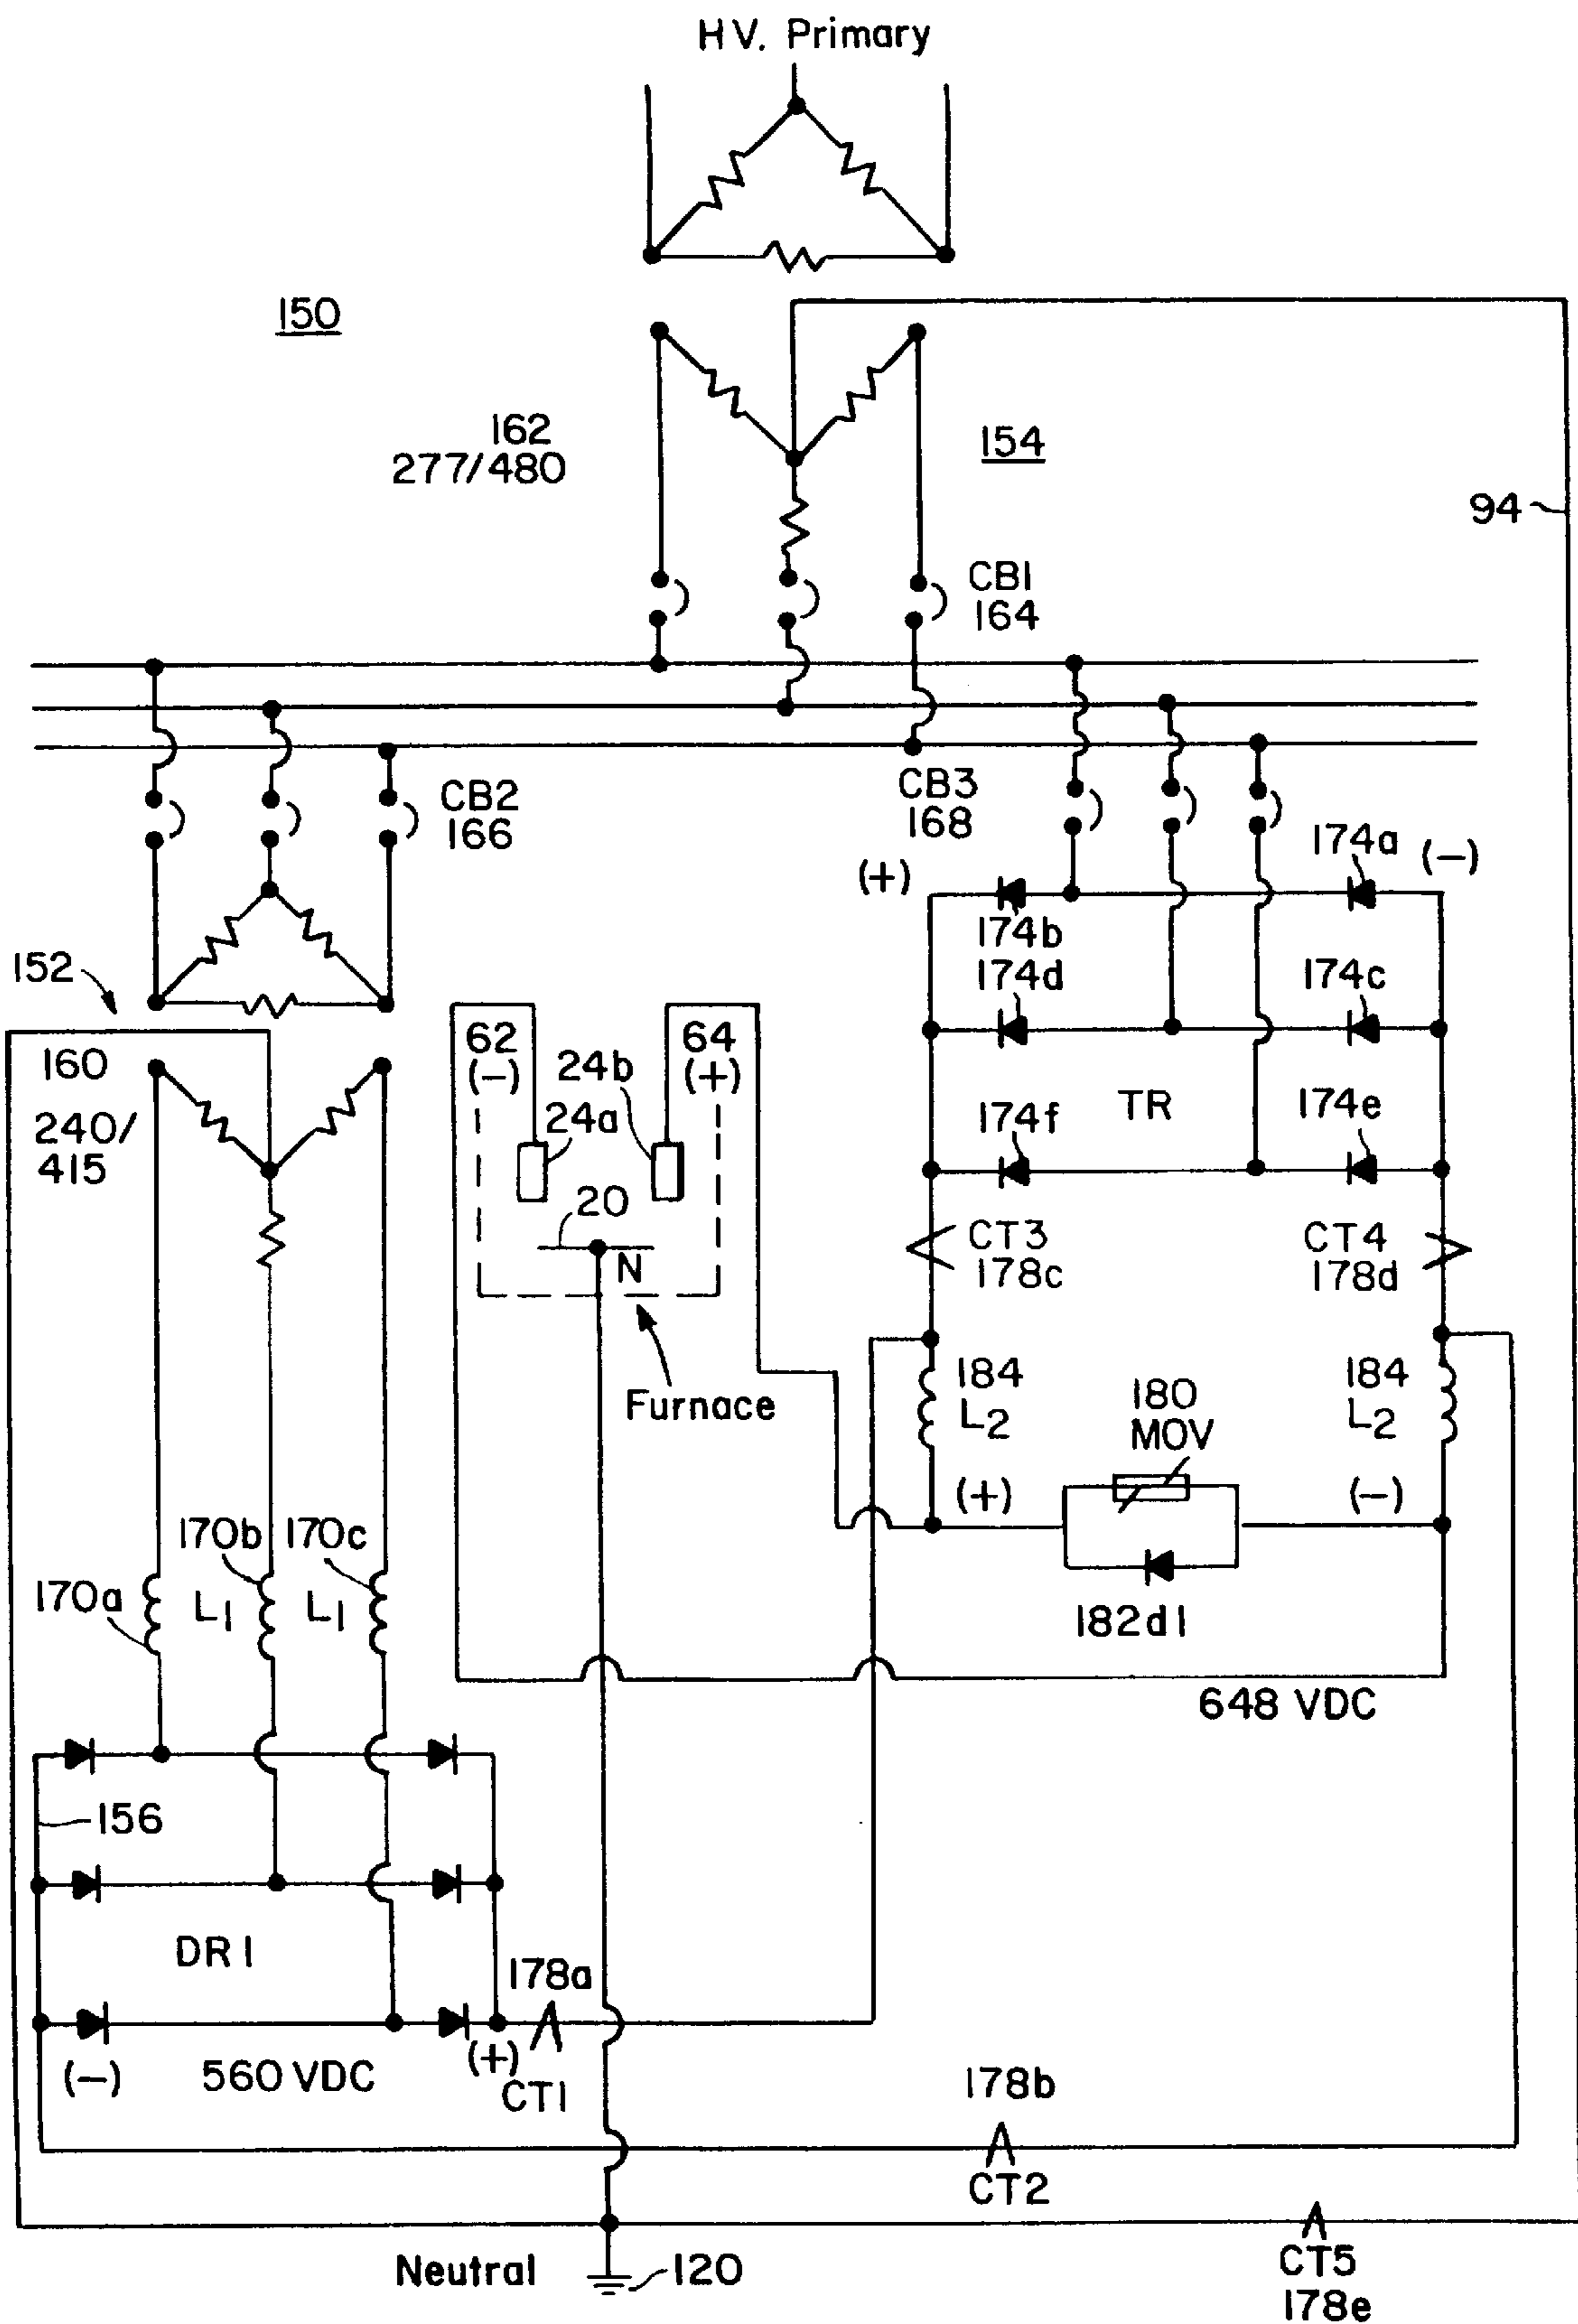 HV. Primary
150
162
277/480
154
94
CB1
164
CB2
166
CB3
168
174a
(+)
(-)
174b
174d
174c
152
62
(-)
64
(+)
160
24b
24a
240/
415
TR
174f
174e
20
N
CT3
178c
CT4
178d
Furnace
184
L2
180
MOV
184
L2
(+)
(-)
170b
170c
170a
L1
L1
182d1
648 VDC
156
DR1
178a
(-)
560 VDC
(+)
CT1
178b
CT2
Neutral
120
CT5
178e